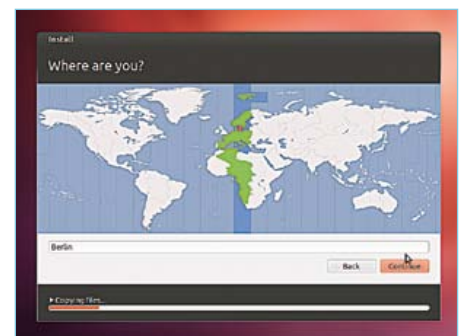 Install
Where are you?
Berlin
Back
Continue
Copying files...